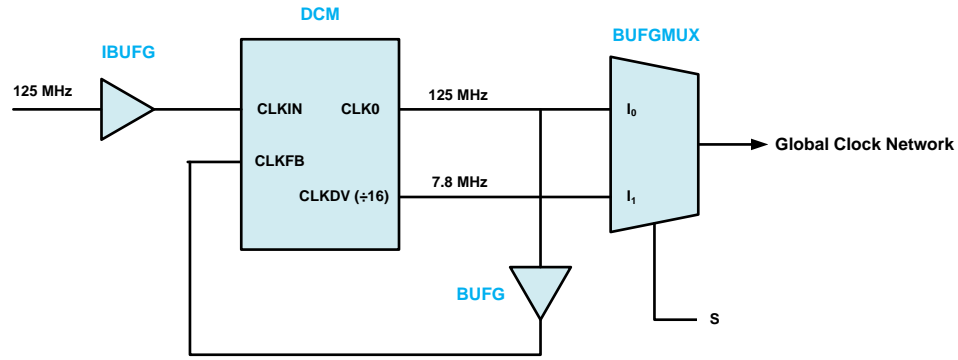 DCM
BUFGMUX
IBUFG
125 MHz
CLKIN
CLK0
125 MHz
I₀
Global Clock Network
CLKFB
7.8 MHz
CLKDV (÷16)
I₁
BUFG
S